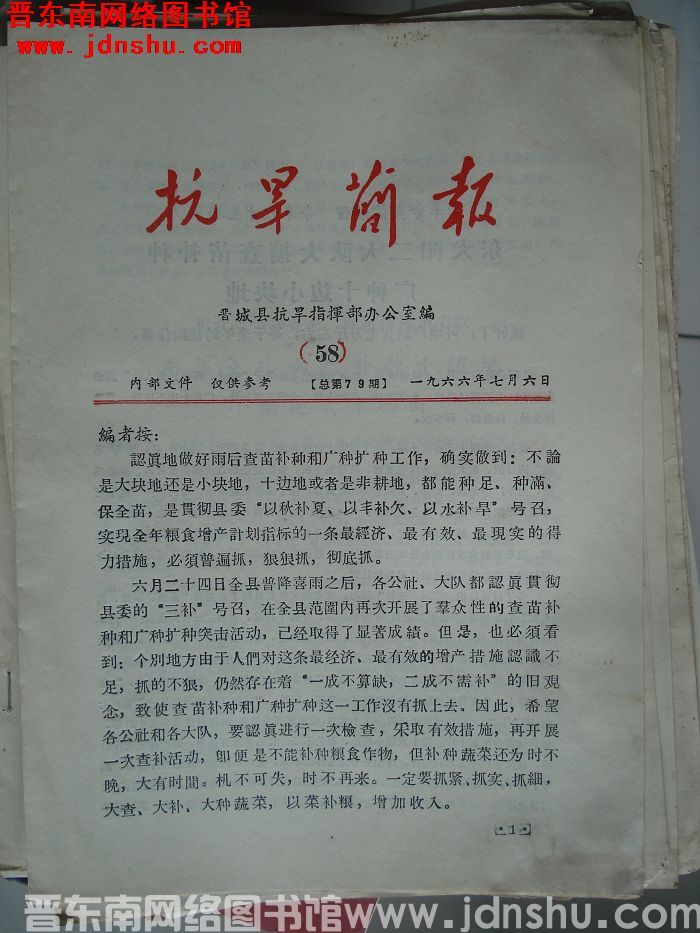 晋东南网络图书馆
www.jdnshu.com
抗旱簡報
晋城县抗旱指揮部办公室編
(58)
内部文件 仅供参考 【总第79期】 一九六六年七月六日
編者按：
認眞地做好雨后查苗补种和广种扩种工作，确实做到：不論
是大块地还是小块地，十边地或者是非耕地，都能种足、种滿、
保全苗，是貫彻县委“以秋补夏、以丰补欠、以水补旱”号召，
实现全年粮食增产計划指标的一条最經济、最有效、最现实的得
力措施，必須普遍抓，狠狠抓，彻底抓。
六月二十四日全县普降喜雨之后，各公社、大队都認眞貫彻
县委的“三补”号召，在全县范围內再次开展了羣众性的查苗补
种和广种扩种突击活动，已经取得了显著成績。但是，也必須看
到：个別地方由于人們对这条最经济、最有效的增产措施認識不
足，抓的不狠，仍然存在着“一成不算缺，二成不需补”的旧观
念，致使查苗补种和广种扩种这一工作沒有抓上去。因此，希望
各公社和各大队，要認眞进行一次檢查，采取有效措施，再开展
一次查补活动，卽便是不能补种粮食作物，但补种蔬菜还为时不
晚，大有时間。机不可失，时不再来。一定要抓紧、抓实、抓細，
大查、大补、大种蔬菜，以菜补粮，增加收入。
【•1•】
晋东南网络图书馆www.jdnshu.com